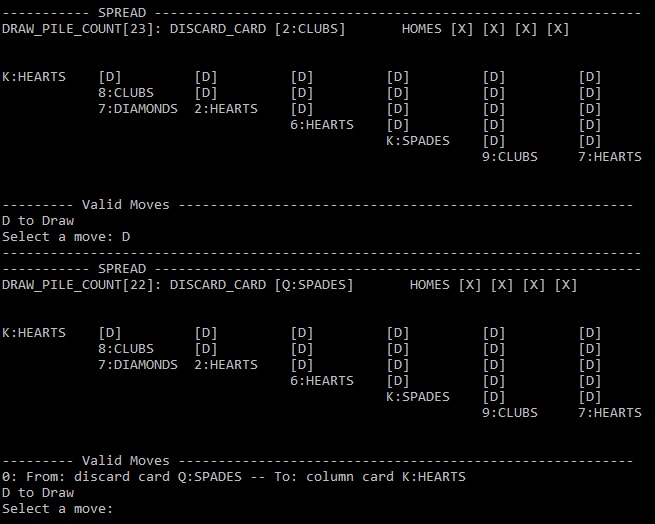 ----------- SPREAD -------------------------------------------------------------
DRAW_PILE_COUNT[23]: DISCARD_CARD [2:CLUBS]       HOMES [X] [X] [X] [X]
K:HEARTS    [D]         [D]         [D]         [D]         [D]         [D]
            8:CLUBS     [D]         [D]         [D]         [D]         [D]
            7:DIAMONDS  2:HEARTS    [D]         [D]         [D]         [D]
                                    6:HEARTS    [D]         [D]         [D]
                                                K:SPADES    [D]         [D]
                                                            9:CLUBS     7:HEARTS
--------- Valid Moves ---------------------------------------------------------
D to Draw
Select a move: D
--------------------------------------------------------------------------------
----------- SPREAD -------------------------------------------------------------
DRAW_PILE_COUNT[22]: DISCARD_CARD [Q:SPADES]       HOMES [X] [X] [X] [X]
K:HEARTS    [D]         [D]         [D]         [D]         [D]         [D]
            8:CLUBS     [D]         [D]         [D]         [D]         [D]
            7:DIAMONDS  2:HEARTS    [D]         [D]         [D]         [D]
                                    6:HEARTS    [D]         [D]         [D]
                                                K:SPADES    [D]         [D]
                                                            9:CLUBS     7:HEARTS
--------- Valid Moves ---------------------------------------------------------
0: From: discard card Q:SPADES -- To: column card K:HEARTS
D to Draw
Select a move: